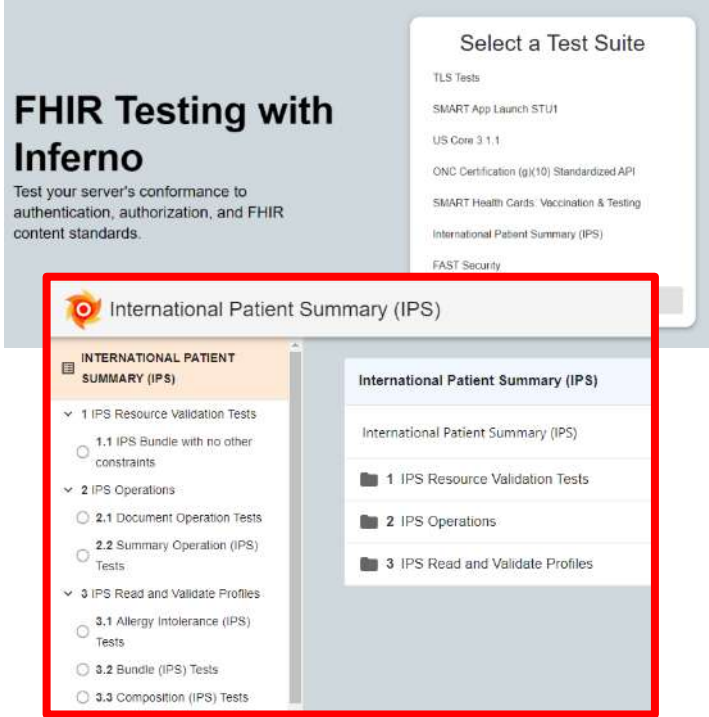 Select a Test Suite
TLS Tests
SMART App Launch STU1
US Core 3.1.1
ONC Certification (g)(10) Standardized API
SMART Health Cards: Vaccination & Testing
International Patient Summary (IPS)
FAST Security
FHIR Testing with
Inferno
Test your server's conformance to
authentication, authorization, and FHIR
content standards.
International Patient Summary (IPS)
INTERNATIONAL PATIENT
SUMMARY (IPS)
1 IPS Resource Validation Tests
1.1 IPS Bundle with no other
constraints
2 IPS Operations
2.1 Document Operation Tests
2.2 Summary Operation (IPS)
Tests
3 IPS Read and Validate Profiles
3.1 Allergy Intolerance (IPS)
Tests
3.2 Bundle (IPS) Tests
3.3 Composition (IPS) Tests
International Patient Summary (IPS)
International Patient Summary (IPS)
1 IPS Resource Validation Tests
2 IPS Operations
3 IPS Read and Validate Profiles